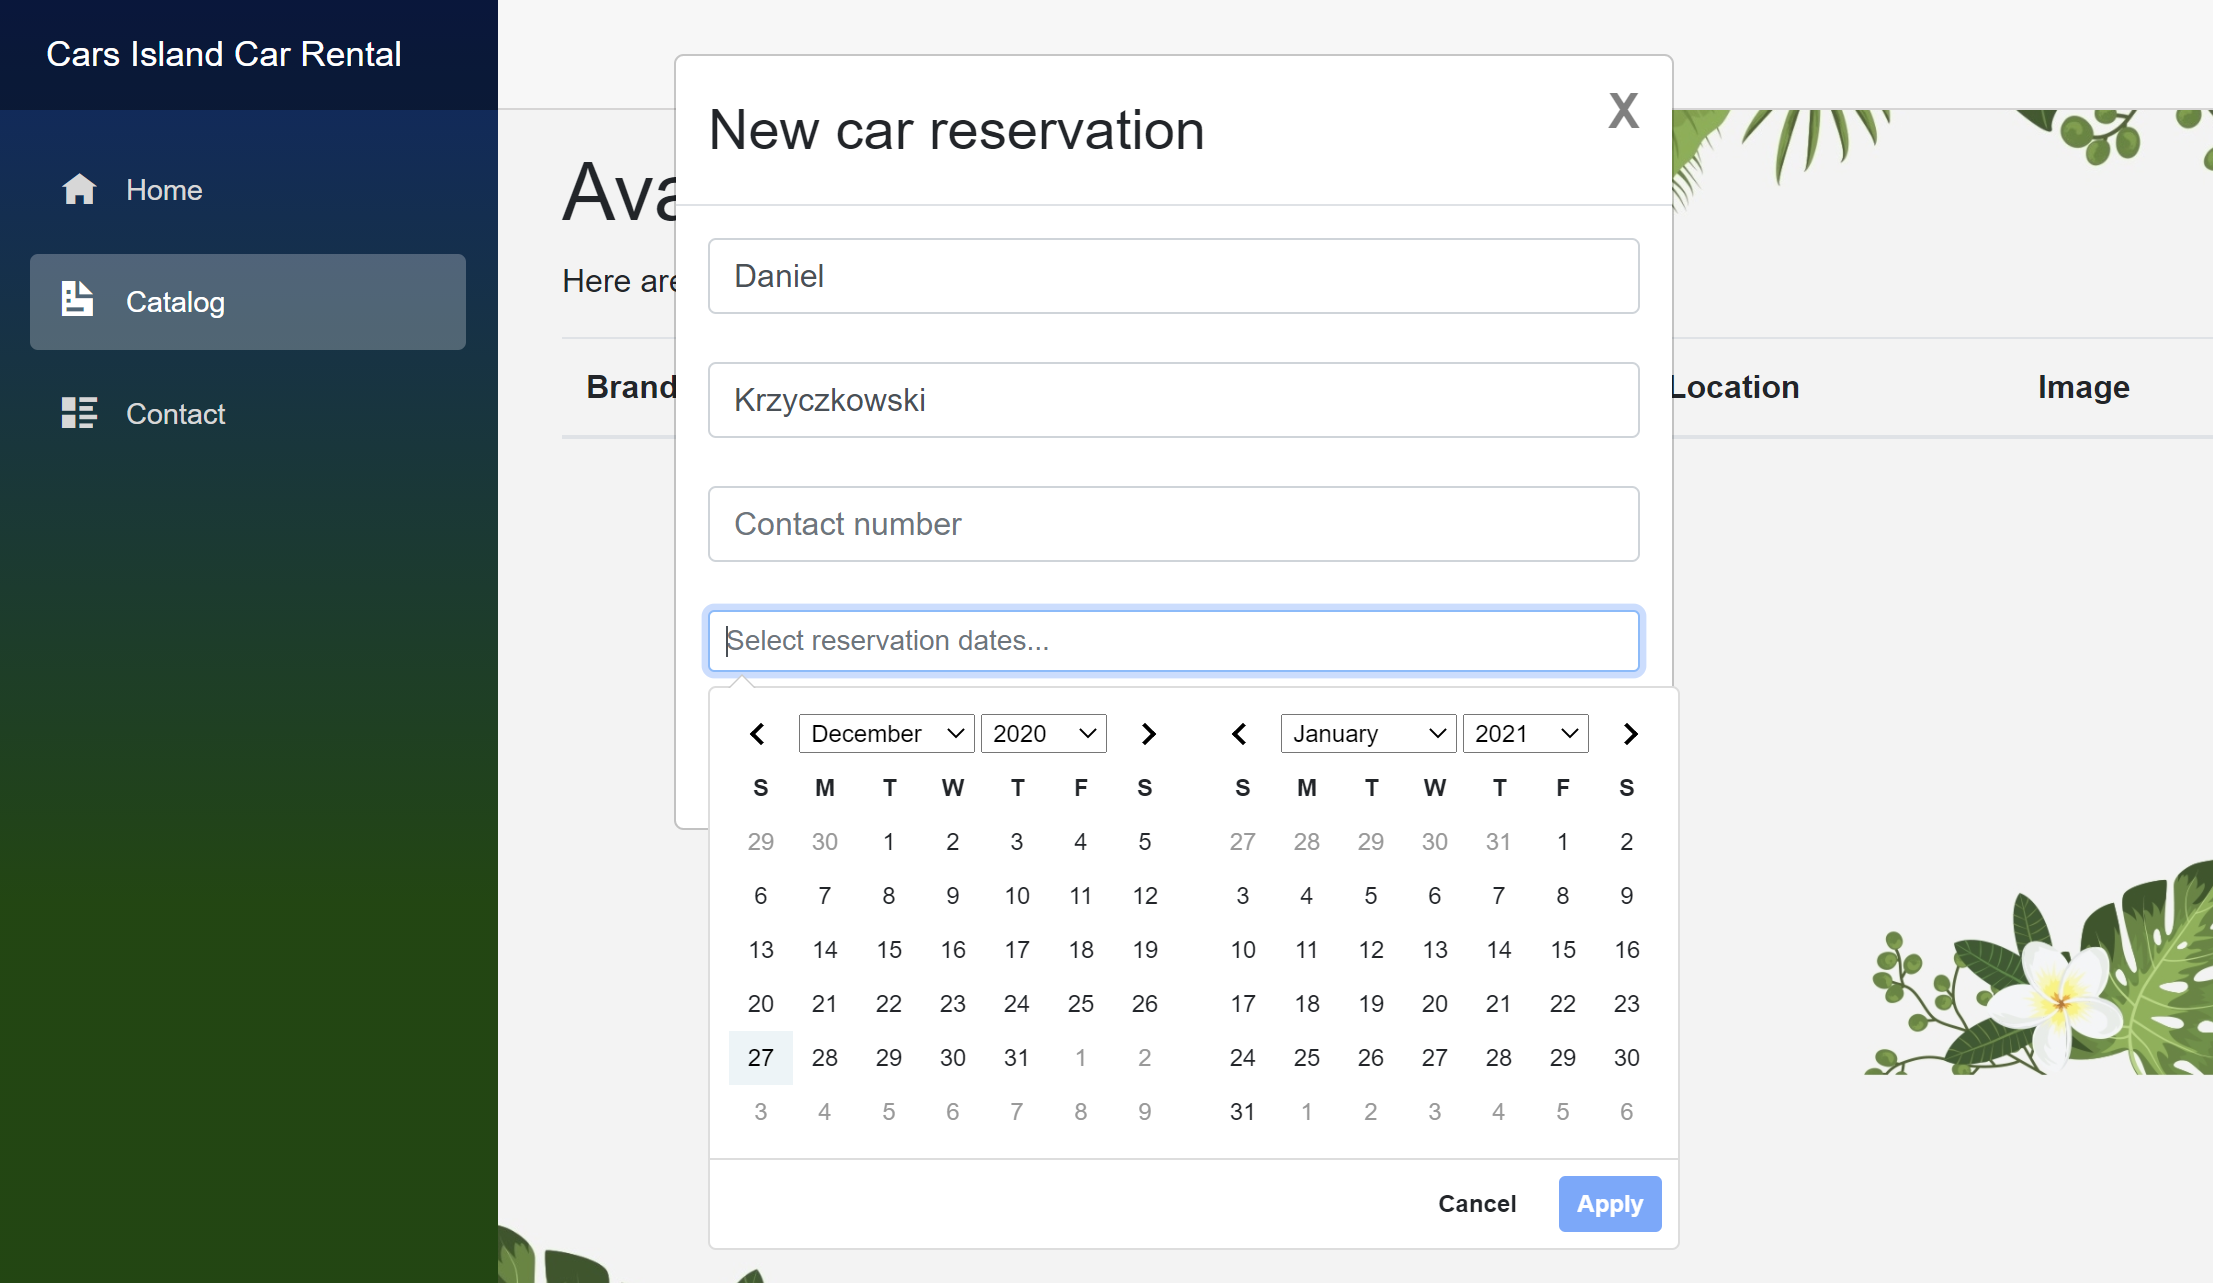 Cars Island Car Rental
Home
Catalog
Contact
New car reservation
X
Daniel
Krzyczkowski
Contact number
Select reservation dates...
December 2020 January 2021
S M T W T F S S M T W T F S
29 30 1 2 3 4 5 27 28 29 30 31 1 2
6 7 8 9 10 11 12 3 4 5 6 7 8 9
13 14 15 16 17 18 19 10 11 12 13 14 15 16
20 21 22 23 24 25 26 17 18 19 20 21 22 23
27 28 29 30 31 1 2 24 25 26 27 28 29 30
3 4 5 6 7 8 9 31 1 2 3 4 5 6
Cancel Apply
Here
Brand Location Image